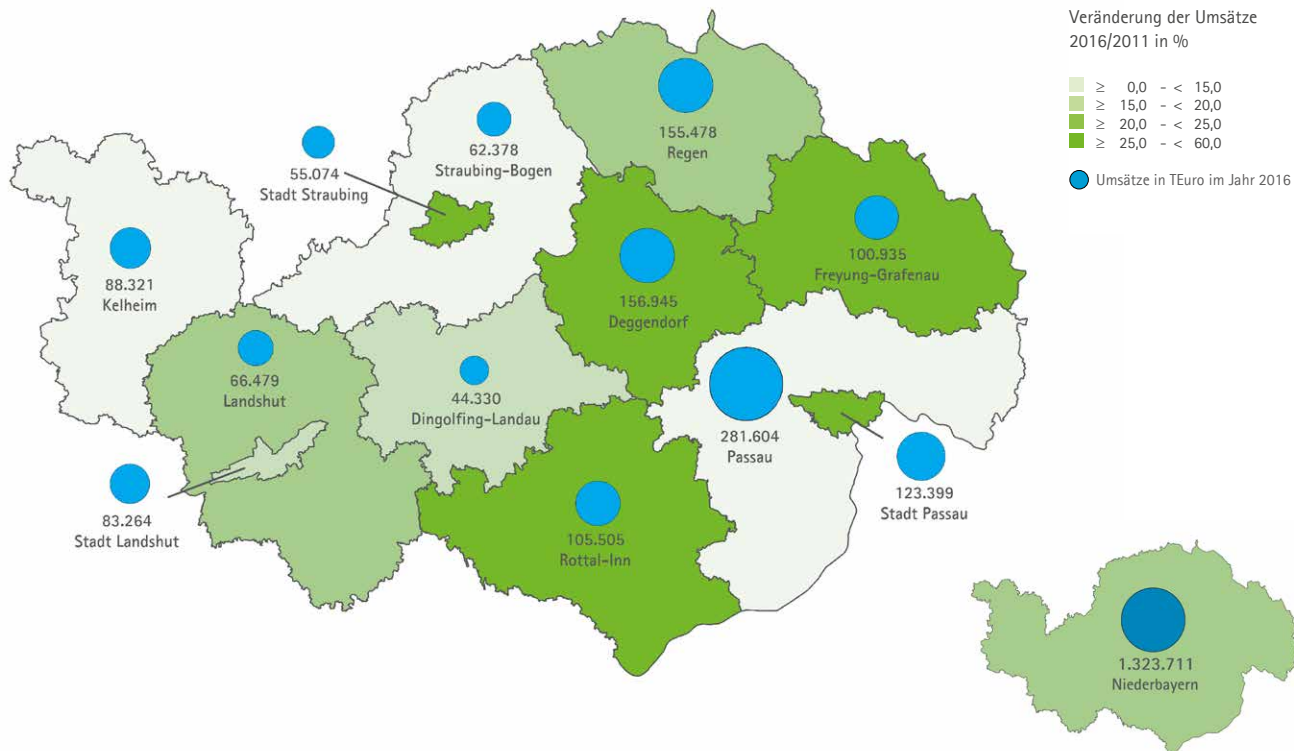 Veränderung der Umsätze
2016/2011 in %
≥ 0,0 - < 15,0
≥ 15,0 - < 20,0
≥ 20,0 - < 25,0
≥ 25,0 - < 60,0
Umsätze in TEuro im Jahr 2016
155.478
Regen
62.378
Straubing-Bogen
55.074
Stadt Straubing
100.935
Freyung-Grafenau
88.321
Kelheim
156.945
Deggendorf
66.479
Landshut
44.330
Dingolfing-Landau
281.604
Passau
123.399
Stadt Passau
83.264
Stadt Landshut
105.505
Rottal-Inn
1.323.711
Niederbayern